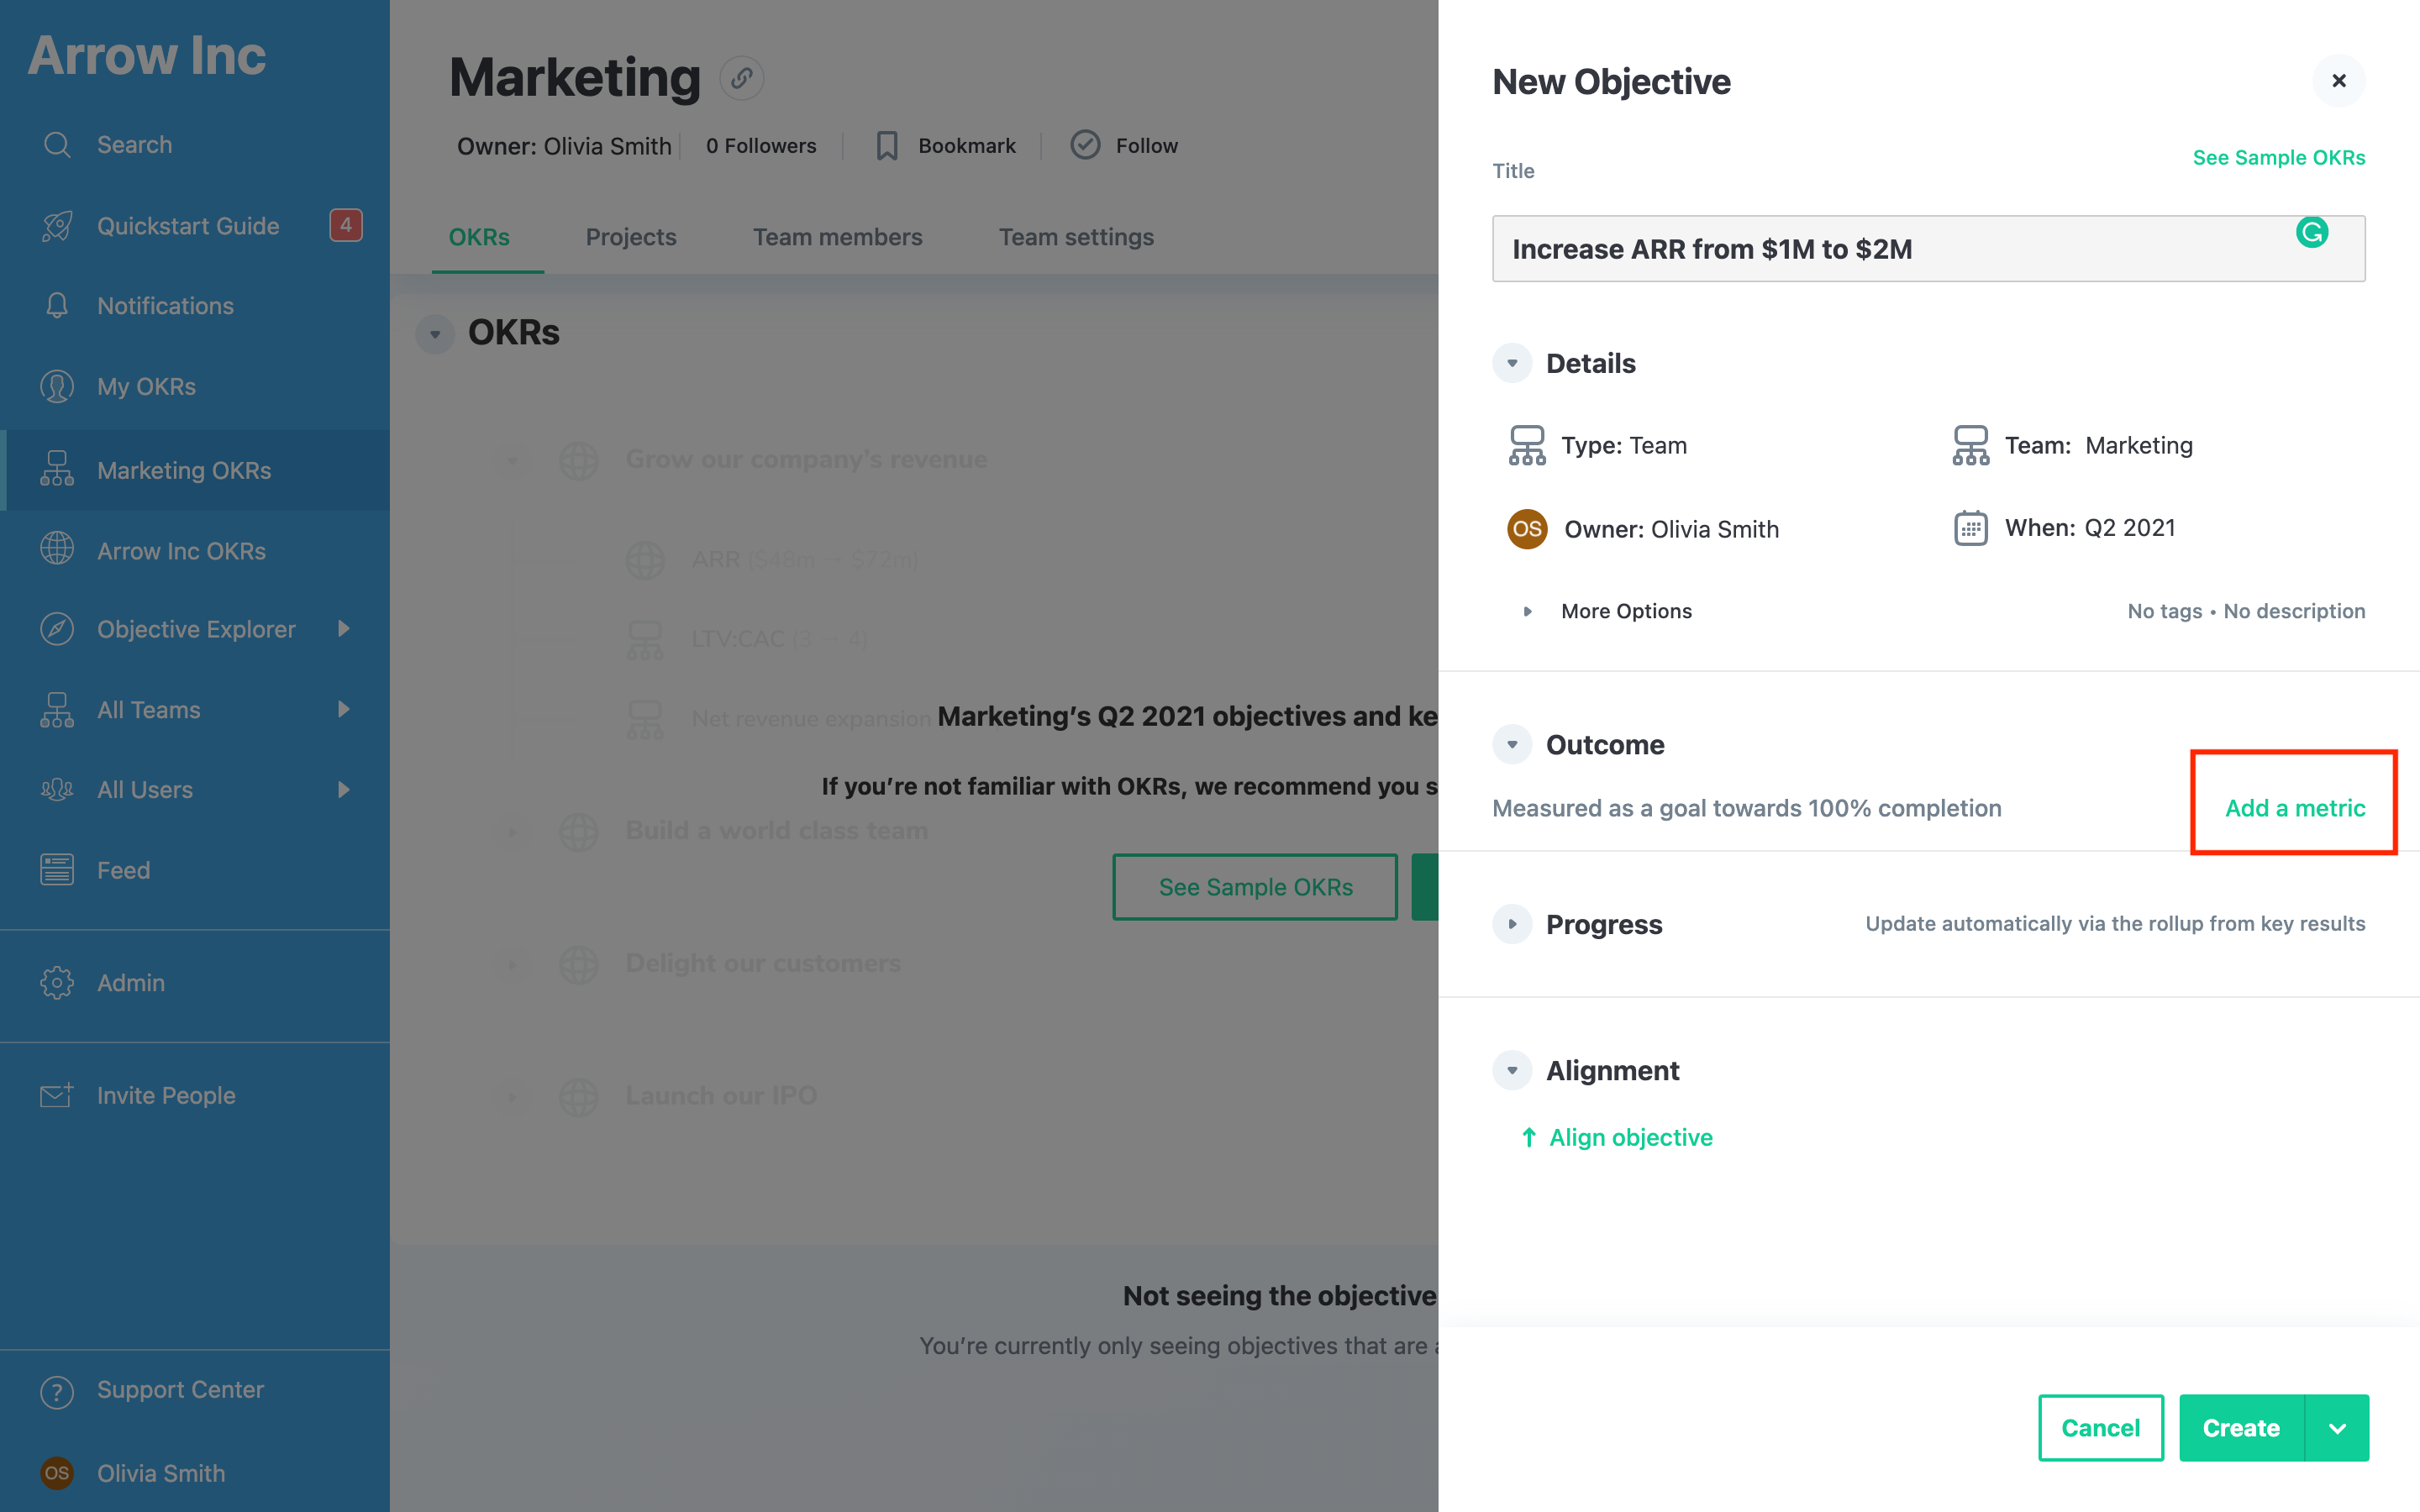 Arrow Inc
Search
Quickstart Guide 4
Notifications
My OKRs
Marketing OKRs
Arrow Inc OKRs
Objective Explorer
All Teams
All Users
Feed
Admin
Invite People
Support Center
OS Olivia Smith
Marketing
Owner: Olivia Smith 0 Followers Bookmark Follow
OKRs Projects Team members Team settings
OKRs
Grow our company's revenue
ARR ($48m → $72m)
LTV:CAC (3 → 4)
Net revenue expansion
Marketing's Q2 2021 objectives and ke
If you're not familiar with OKRs, we recommend you s
Build a world class team
See Sample OKRs
Delight our customers
Launch our IPO
Not seeing the objective
You're currently only seeing objectives that are a
New Objective
See Sample OKRs
Title
Increase ARR from $1M to $2M
Details
Type: Team Team: Marketing
OS Owner: Olivia Smith When: Q2 2021
More Options No tags • No description
Outcome
Measured as a goal towards 100% completion Add a metric
Progress Update automatically via the rollup from key results
Alignment
Align objective
Cancel Create